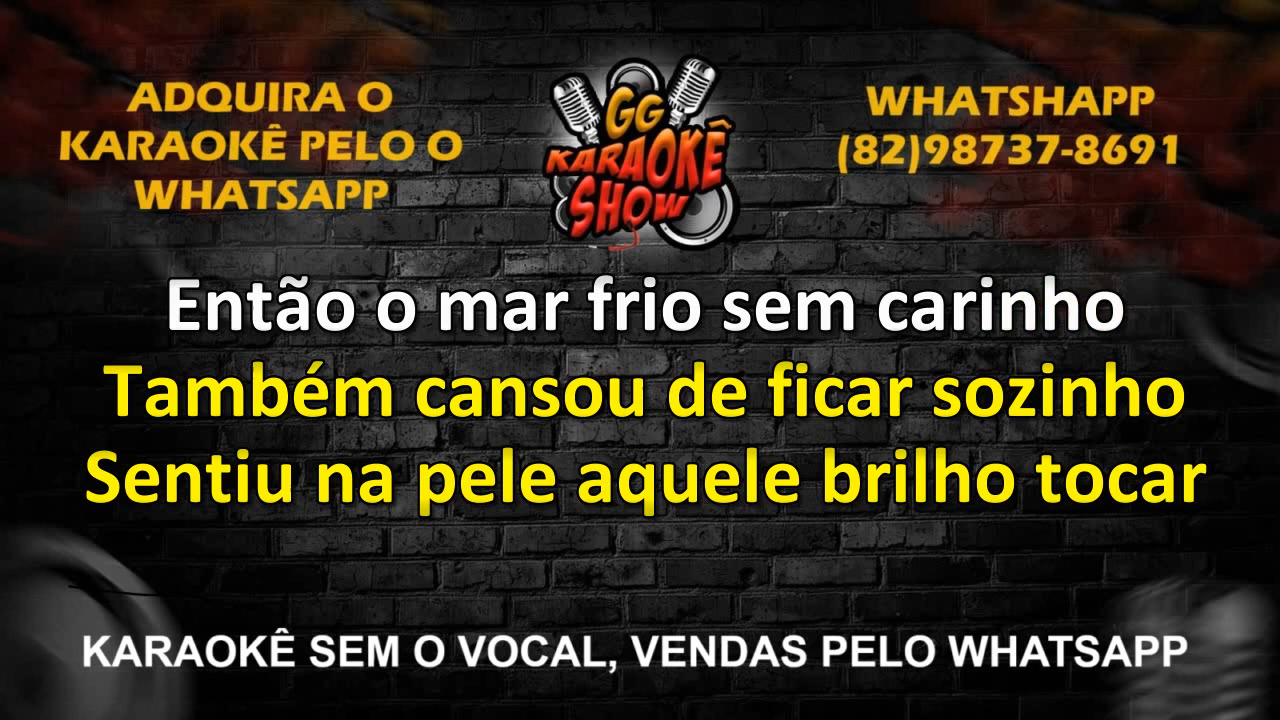 ADQUIRA O
KARAOKÊ PELO O
WHATSAPP
GG
KARAOKÊ
SHOW
WHATSHAPP
(82)98737-8691
Então o mar frio sem carinho
Também cansou de ficar sozinho
Sentiu na pele aquele brilho tocar
KARAOKÊ SEM O VOCAL, VENDAS PELO WHATSAPP